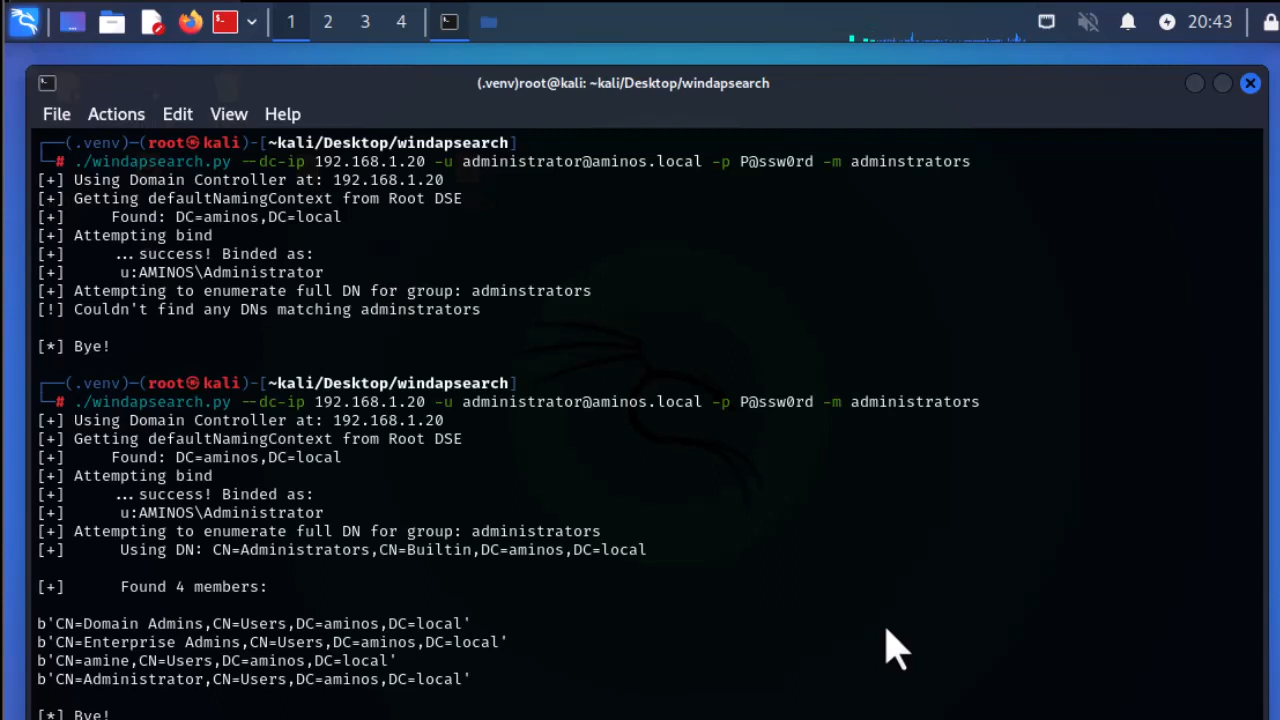 1 2 3 4 20:43
(.venv)root@kali: ~kali/Desktop/windapsearch
File Actions Edit View Help
┌──(.venv)─(root㉿kali)-[~kali/Desktop/windapsearch]
└─# ./windapsearch.py --dc-ip 192.168.1.20 -u administrator@aminos.local -p P@ssw0rd -m adminstrators
[+] Using Domain Controller at: 192.168.1.20
[+] Getting defaultNamingContext from Root DSE
[+] Found: DC=aminos,DC=local
[+] Attempting bind
[+] ...success! Binded as:
[+] u:AMINOS\Administrator
[+] Attempting to enumerate full DN for group: adminstrators
[!] Couldn't find any DNs matching adminstrators
[*] Bye!
┌──(.venv)─(root㉿kali)-[~kali/Desktop/windapsearch]
└─# ./windapsearch.py --dc-ip 192.168.1.20 -u administrator@aminos.local -p P@ssw0rd -m administrators
[+] Using Domain Controller at: 192.168.1.20
[+] Getting defaultNamingContext from Root DSE
[+] Found: DC=aminos,DC=local
[+] Attempting bind
[+] ...success! Binded as:
[+] u:AMINOS\Administrator
[+] Attempting to enumerate full DN for group: administrators
[+] Using DN: CN=Administrators,CN=Builtin,DC=aminos,DC=local
[+] Found 4 members:
b'CN=Domain Admins,CN=Users,DC=aminos,DC=local'
b'CN=Enterprise Admins,CN=Users,DC=aminos,DC=local'
b'CN=amine,CN=Users,DC=aminos,DC=local'
b'CN=Administrator,CN=Users,DC=aminos,DC=local'
[*] Bye!